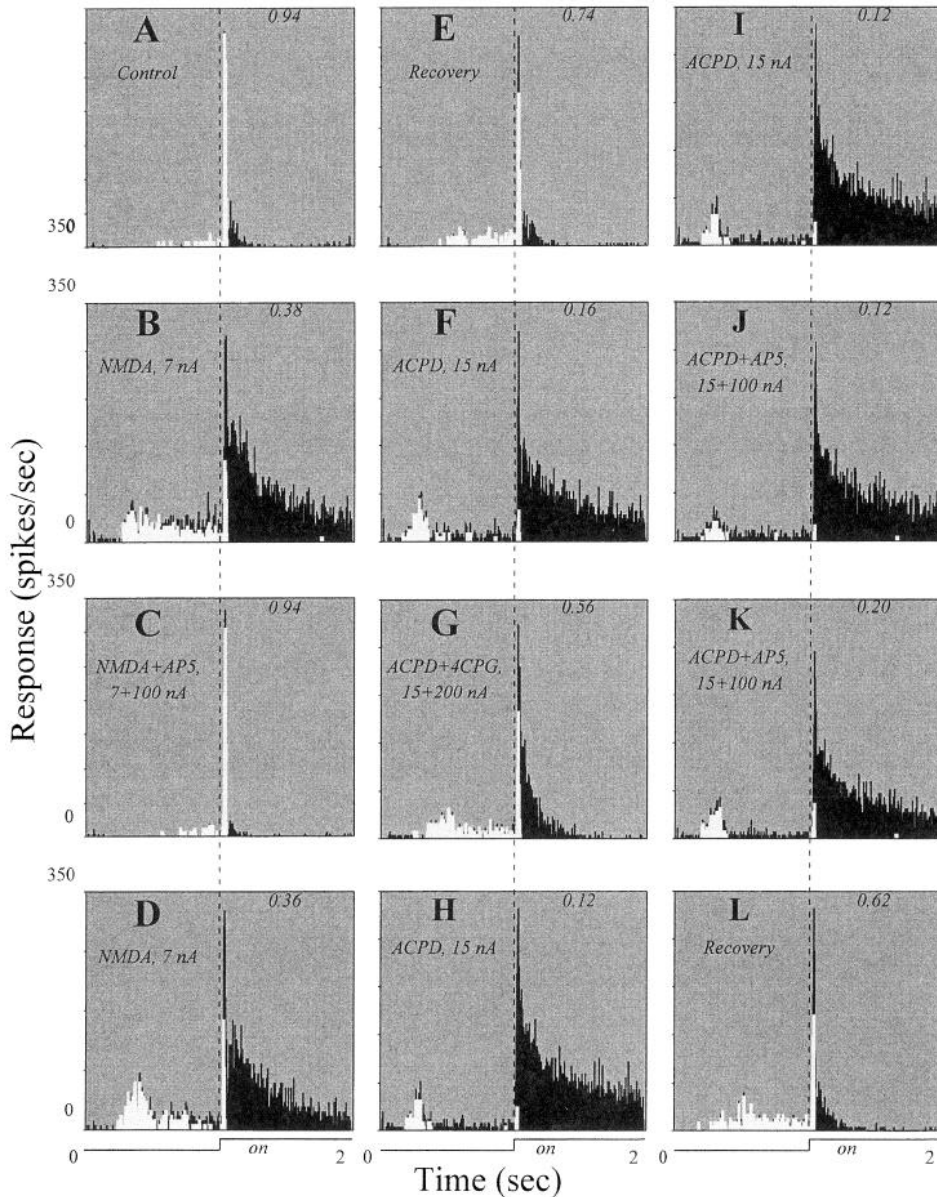 A
0.94
Control
E
0.74
Recovery
I
0.12
ACPD, 15 nA
350
350
B
0.38
NMDA, 7 nA
F
0.16
ACPD, 15 nA
J
0.12
ACPD+AP5,
15+100 nA
0
350
C
0.94
NMDA+AP5,
7+100 nA
G
0.56
ACPD+4CPG,
15+200 nA
K
0.20
ACPD+AP5,
15+100 nA
0
350
D
0.36
NMDA, 7 nA
H
0.12
ACPD, 15 nA
L
0.62
Recovery
0
Response (spikes/sec)
0 on 2 0 on 2 0 on 2
Time (sec)